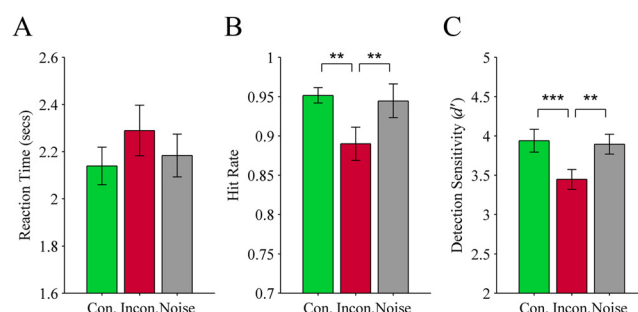 A
Reaction Time (secs)
2.6
2.4
2.2
2
1.8
1.6
Con. Incon. Noise
B
Hit Rate
1
0.95
0.9
0.85
0.8
0.75
0.7
** **
Con. Incon. Noise
C
Detection Sensitivity (d′)
5
4.5
4
3.5
3
2.5
2
*** **
Con. Incon. Noise